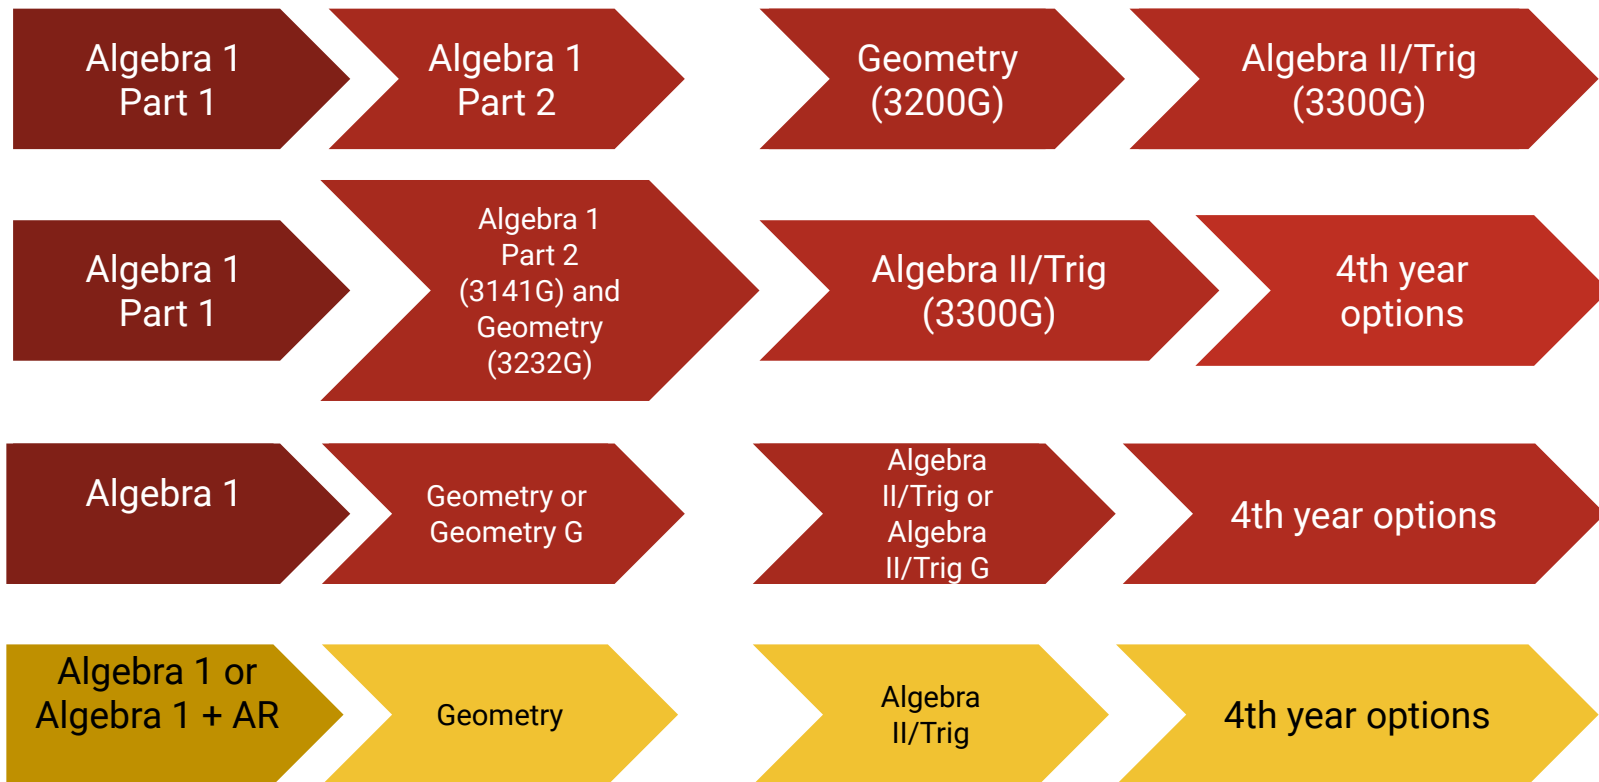 Algebra 1
Part 1
Algebra 1
Part 2
Geometry
(3200G)
Algebra II/Trig
(3300G)
Algebra 1
Part 1
Algebra 1
Part 2
(3141G) and
Geometry
(3232G)
Algebra II/Trig
(3300G)
4th year
options
Algebra 1
Geometry or
Geometry G
Algebra
II/Trig or
Algebra
II/Trig G
4th year options
Algebra 1 or
Algebra 1 + AR
Geometry
Algebra
II/Trig
4th year options